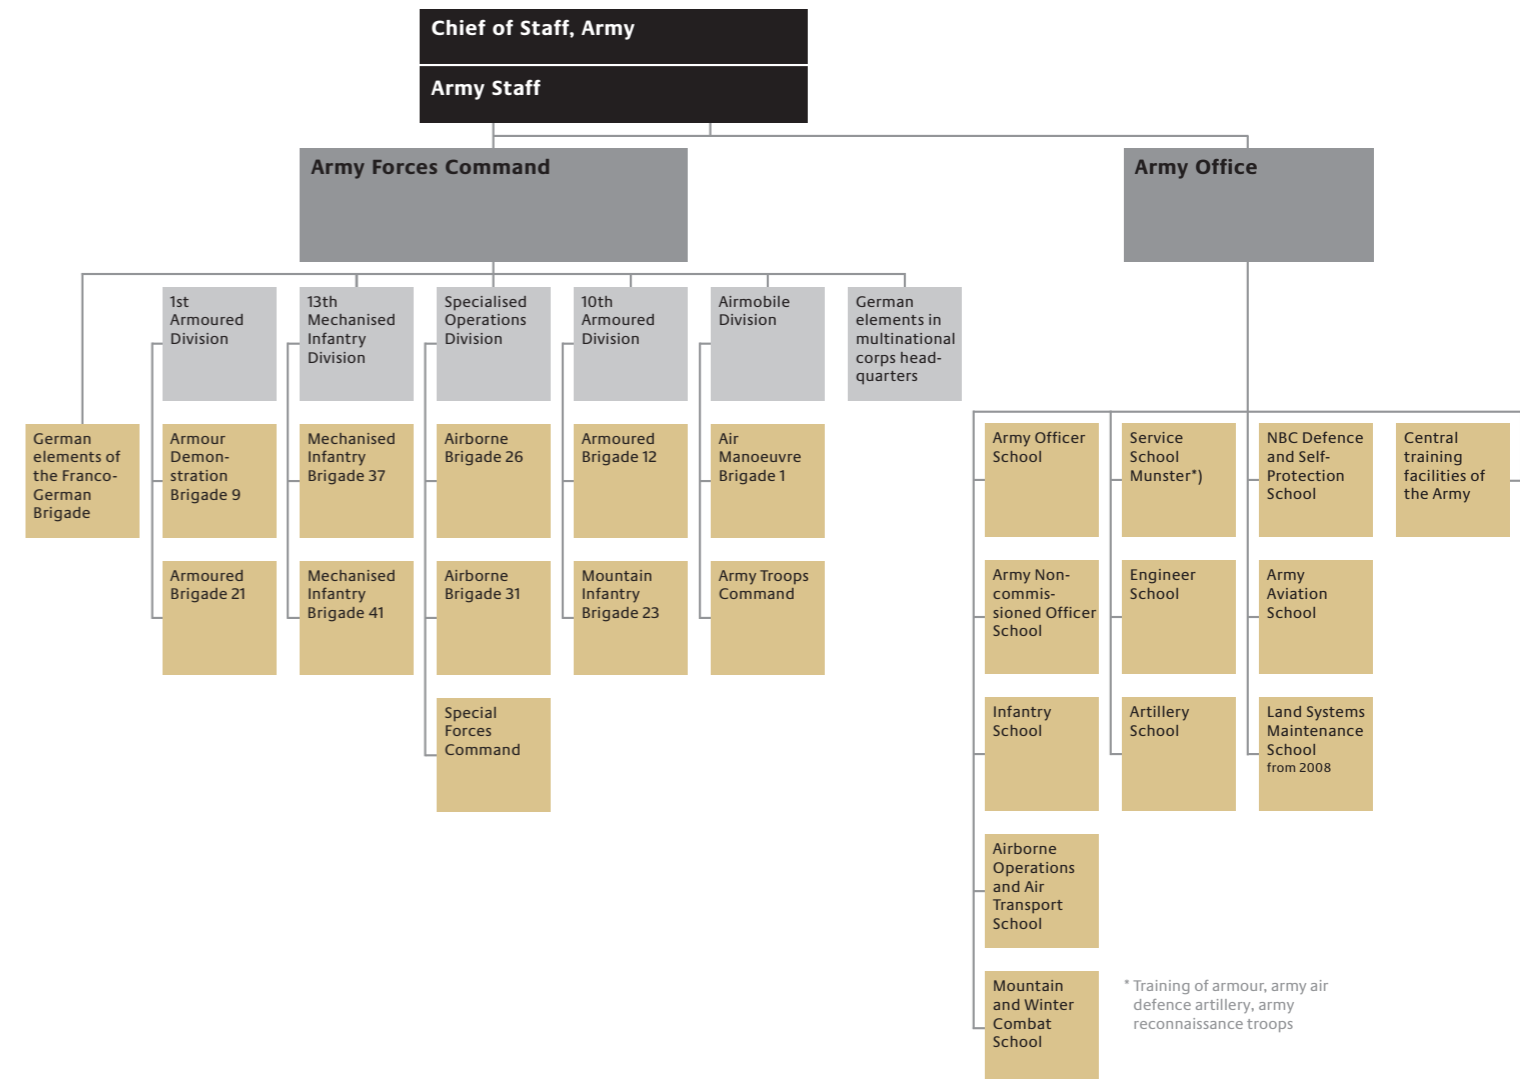 Chief of Staff, Army
Army Staff
Army Forces Command
Army Office
1st
Armoured
Division
13th
Mechanised
Infantry
Division
Specialised
Operations
Division
10th
Armoured
Division
Airmobile
Division
German
elements in
multinational
corps head-
quarters
German
elements of
the Franco-
German
Brigade
Armour
Demon-
stration
Brigade 9
Mechanised
Infantry
Brigade 37
Airborne
Brigade 26
Armoured
Brigade 12
Air
Manoeuvre
Brigade 1
Army Officer
School
Service
School
Munster*)
NBC Defence
and Self-
Protection
School
Central
training
facilities of
the Army
Armoured
Brigade 21
Mechanised
Infantry
Brigade 41
Airborne
Brigade 31
Mountain
Infantry
Brigade 23
Army Troops
Command
Army Non-
commis-
sioned Officer
School
Engineer
School
Army
Aviation
School
Special
Forces
Command
Infantry
School
Artillery
School
Land Systems
Maintenance
School
from 2008
Airborne
Operations
and Air
Transport
School
Mountain
and Winter
Combat
School
* Training of armour, army air
defence artillery, army
reconnaissance troops